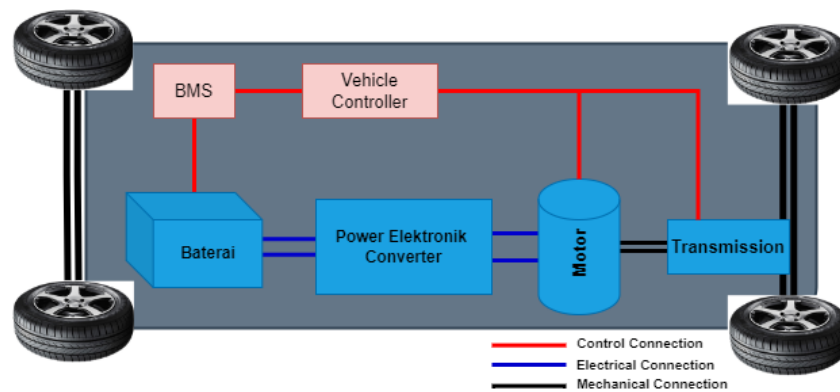 BMS
Vehicle
Controller
Baterai
Power Elektronik
Converter
Motor
Transmission
Control Connection
Electrical Connection
Mechanical Connection